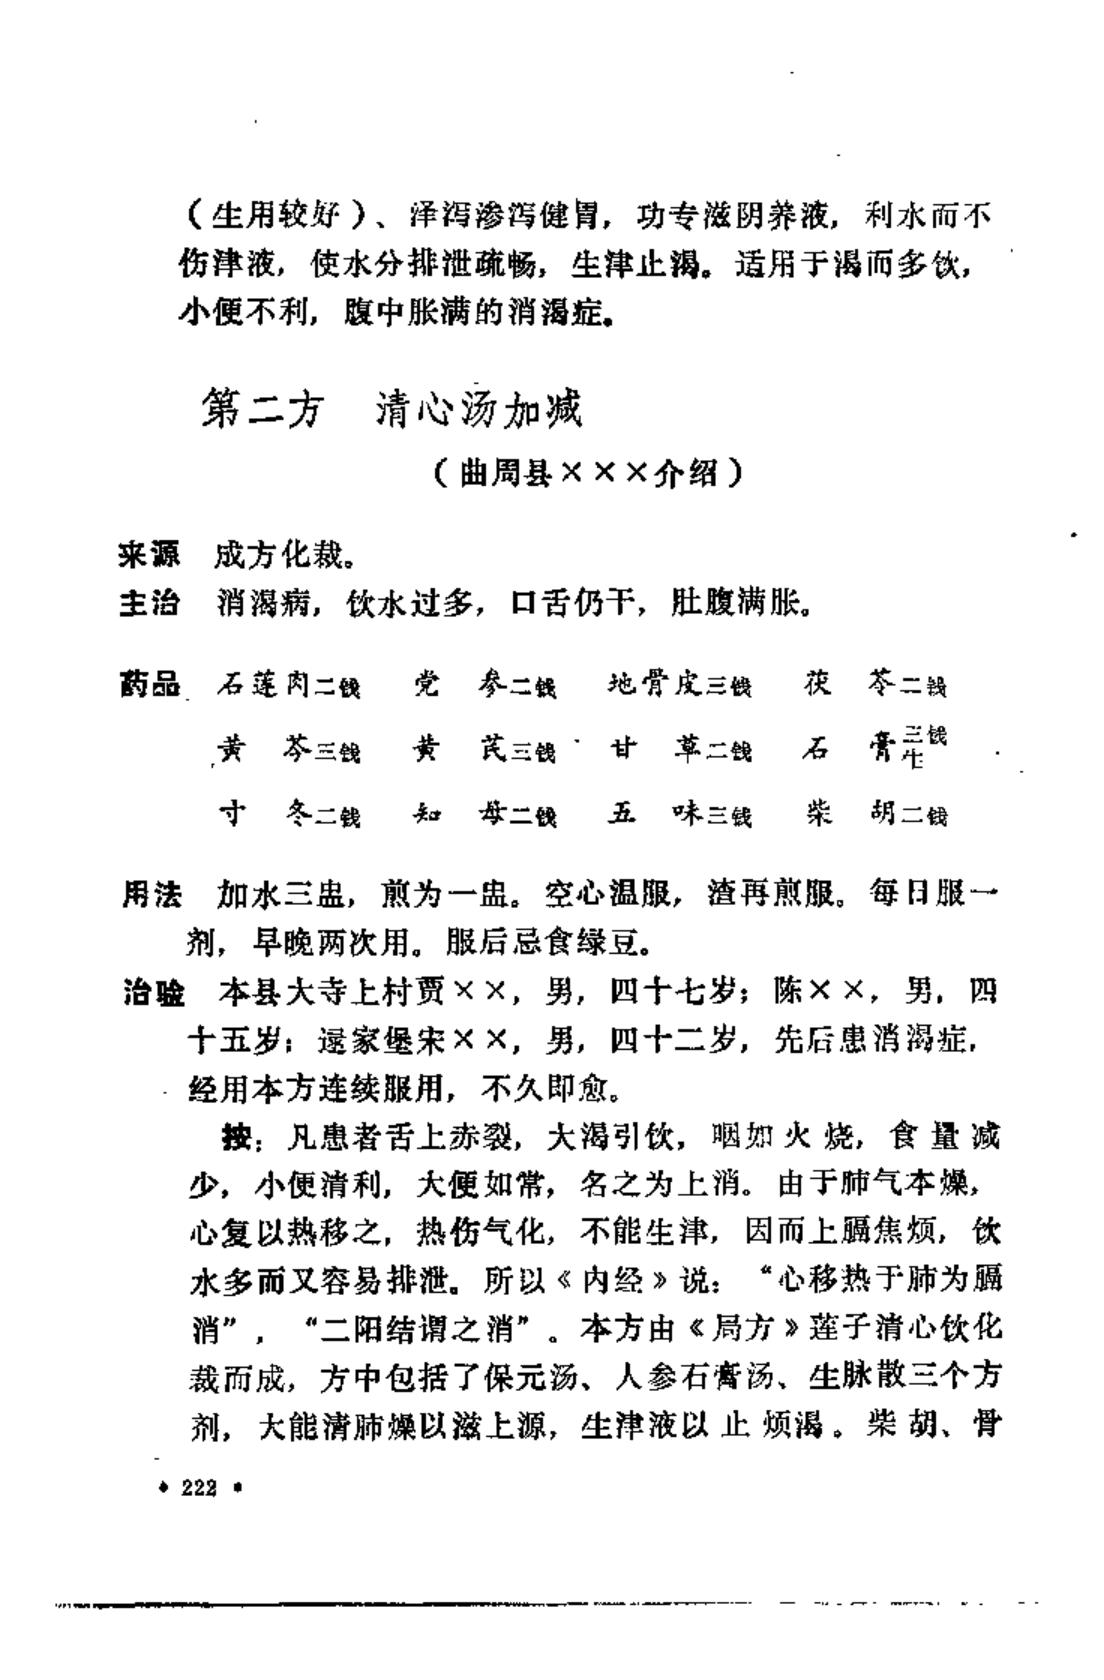 （生用较好）、泽泻渗泻健胃，功专滋阴养液，利水而不
伤津液，使水分排泄疏畅，生津止渴。适用于渴而多饮，
小便不利，腹中胀满的消渴症。
第二方　清心汤加减
（曲周县×××介绍）
来源　成方化裁。
主治　消渴病，饮水过多，口舌仍干，肚腹满胀。
药品　石莲肉二钱　党　参二钱　地骨皮三钱　茯　苓二钱
黄　芩三钱　黄　芪三钱　甘　草二钱　石　膏三钱生
寸　冬二钱　知　母二钱　五　味三钱　柴　胡二钱
用法　加水三盅，煎为一盅。空心温服，渣再煎服。每日服一
剂，早晚两次用。服后忌食绿豆。
治验　本县大寺上村贾××，男，四十七岁；陈××，男，四
十五岁；逯家堡宋××，男，四十二岁，先后患消渴症，
经用本方连续服用，不久即愈。
按：凡患者舌上赤裂，大渴引饮，咽如火烧，食量减
少，小便清利，大便如常，名之为上消。由于肺气本燥，
心复以热移之，热伤气化，不能生津，因而上膈焦烦，饮
水多而又容易排泄。所以《内经》说：“心移热于肺为膈
消”，“二阳结谓之消”。本方由《局方》莲子清心饮化
裁而成，方中包括了保元汤、人参石膏汤、生脉散三个方
剂，大能清肺燥以滋上源，生津液以止烦渴。柴胡、骨
• 222 •